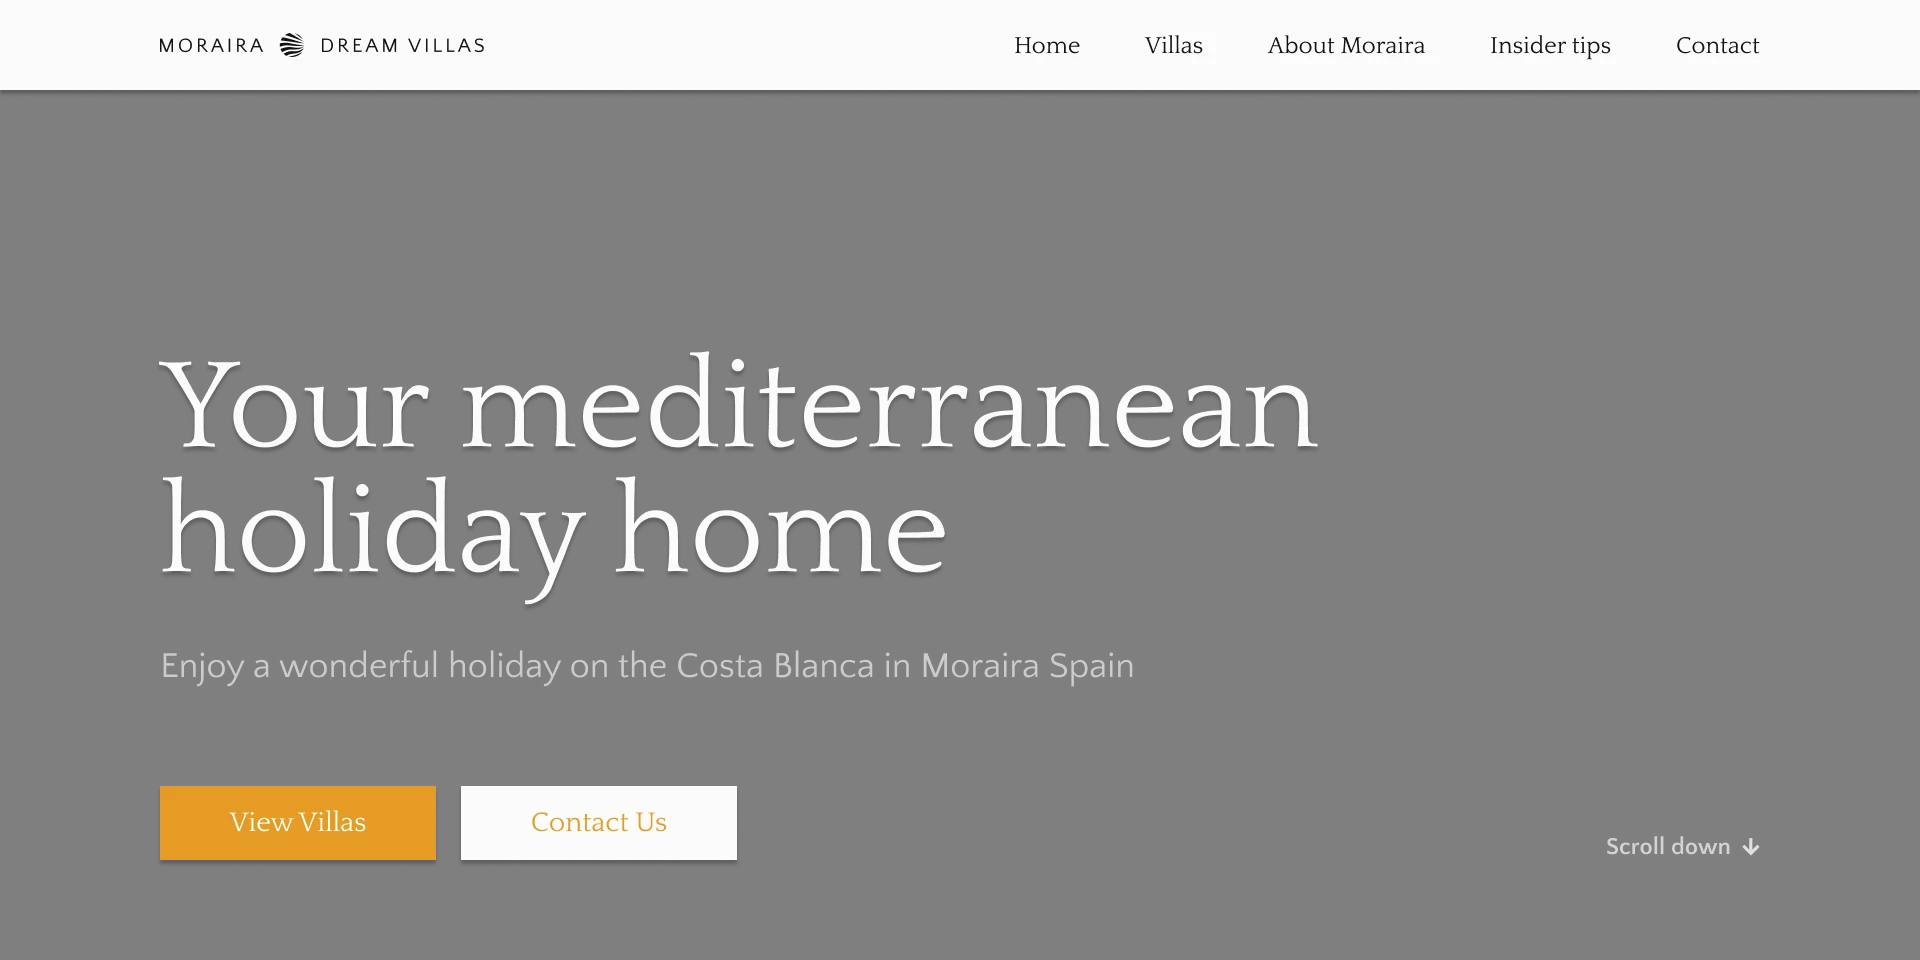 MORAIRA DREAM VILLAS
Home Villas About Moraira Insider tips Contact
Your mediterranean
holiday home
Enjoy a wonderful holiday on the Costa Blanca in Moraira Spain
View Villas
Contact Us
Scroll down ↓